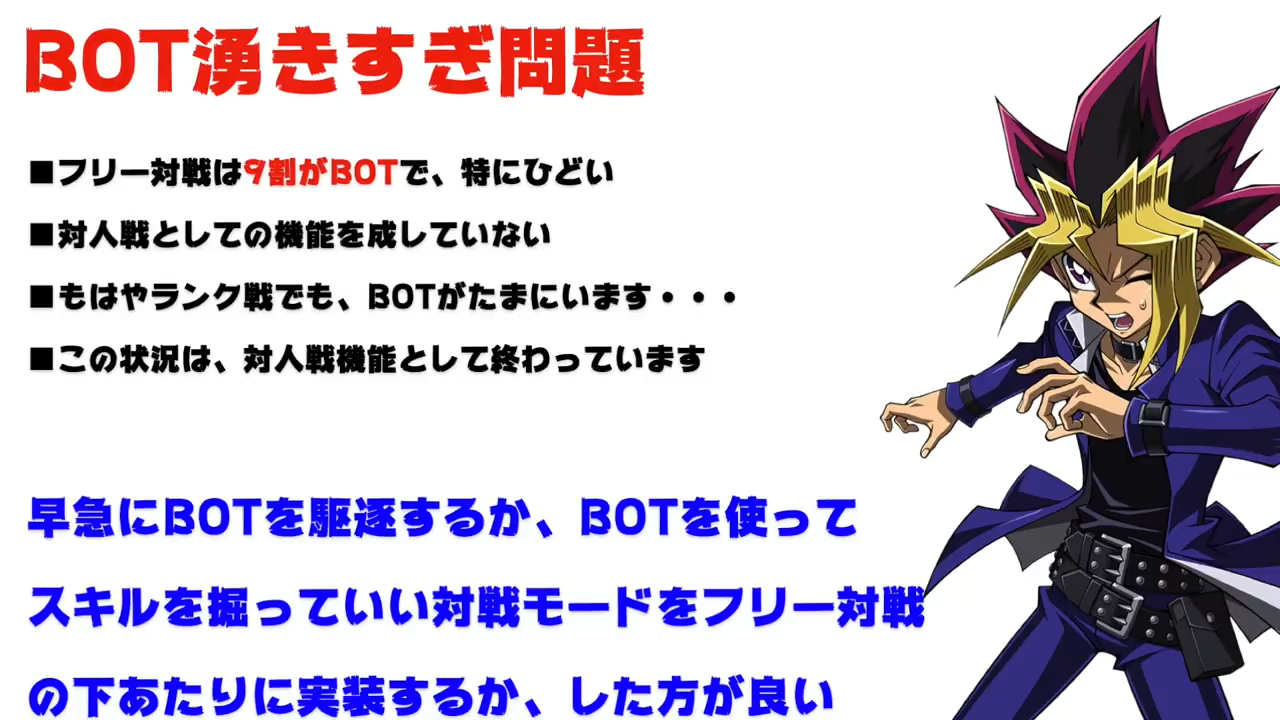 BOT湧きすぎ問題
■フリー対戦は9割がBOTで、特にひどい
■対人戦としての機能を成していない
■もはやランク戦でも、BOTがたまにいます・・・
■この状況は、対人戦機能として終わっています
早急にBOTを駆逐するか、BOTを使って
スキルを掘っていい対戦モードをフリー対戦
の下あたりに実装するか、した方が良い